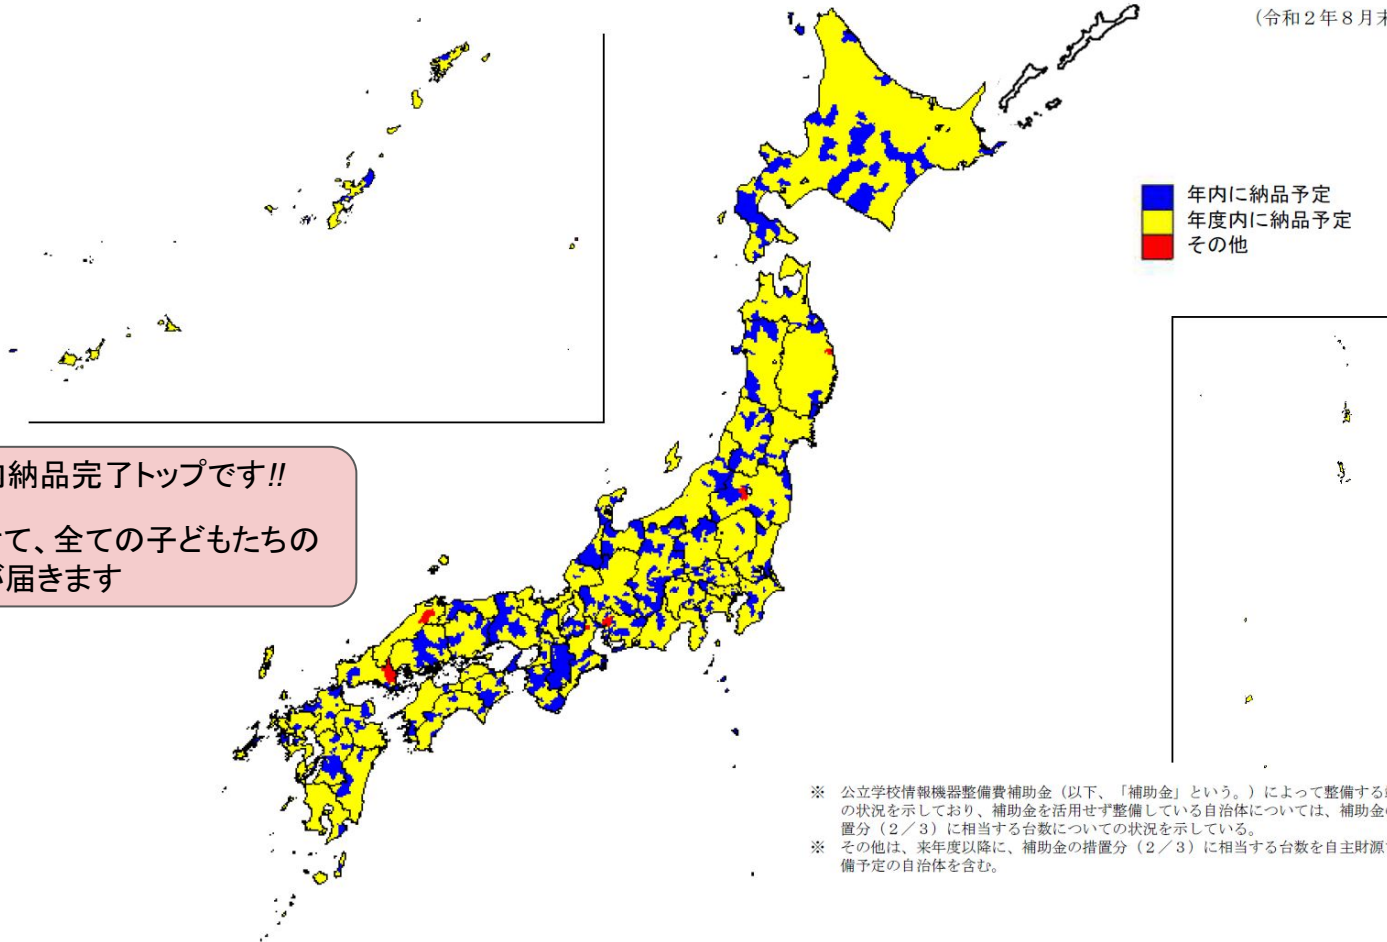 (令和２年８月末
年内に納品予定
年度内に納品予定
その他
納品完了トップです!!
て、全ての子どもたちの
届きます
※　公立学校情報機器整備費補助金（以下、「補助金」という。）によって整備する
の状況を示しており、補助金を活用せず整備している自治体については、補助金
置分（２／３）に相当する台数についての状況を示している。
※　その他は、来年度以降に、補助金の措置分（２／３）に相当する台数を自主財源
備予定の自治体を含む。